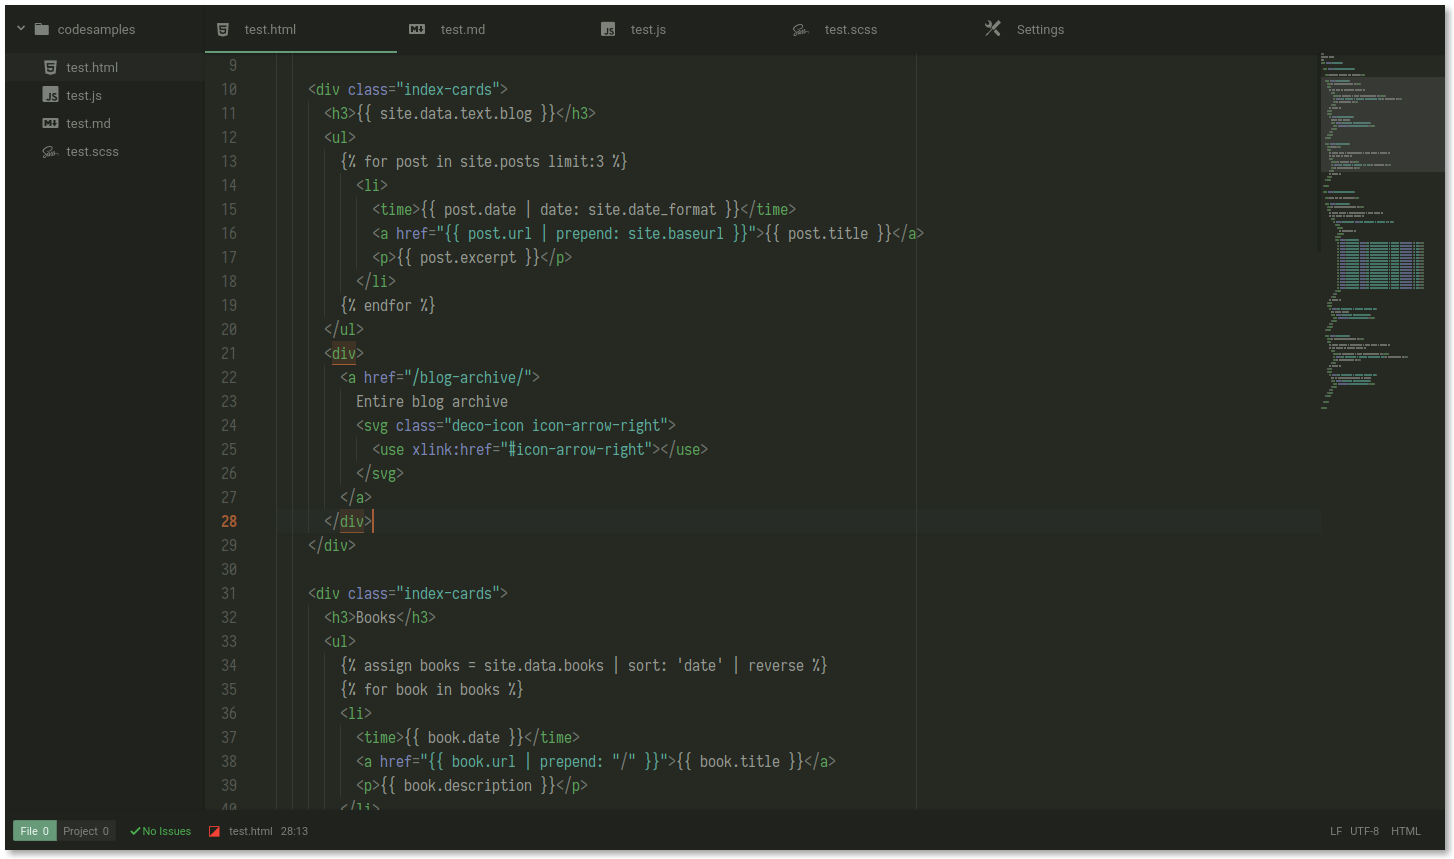 codesamples
test.html
test.js
test.md
test.scss
test.html test.md test.js test.scss Settings
9
10 <div class="index-cards">
11 <h3>{{ site.data.text.blog }}</h3>
12 <ul>
13 {% for post in site.posts limit:3 %}
14 <li>
15 <time>{{ post.date | date: site.date_format }}</time>
16 <a href="{{ post.url | prepend: site.baseurl }}">{{ post.title }}</a>
17 <p>{{ post.excerpt }}</p>
18 </li>
19 {% endfor %}
20 </ul>
21 <div>
22 <a href="/blog-archive/">
23 Entire blog archive
24 <svg class="deco-icon icon-arrow-right">
25 <use xlink:href="#icon-arrow-right"></use>
26 </svg>
27 </a>
28 </div>
29 </div>
30
31 <div class="index-cards">
32 <h3>Books</h3>
33 <ul>
34 {% assign books = site.data.books | sort: 'date' | reverse %}
35 {% for book in books %}
36 <li>
37 <time>{{ book.date }}</time>
38 <a href="{{ book.url | prepend: "/" }}">{{ book.title }}</a>
39 <p>{{ book.description }}</p>
40 </li>
File 0 Project 0 No Issues test.html 28:13 LF UTF-8 HTML